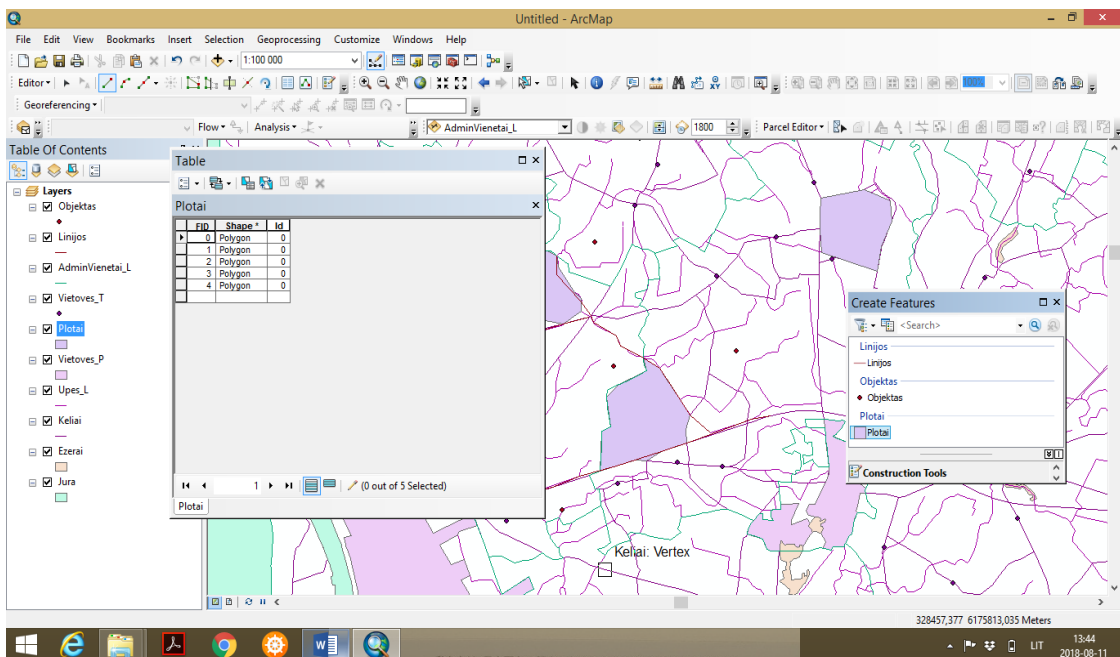 Untitled - ArcMap
File Edit View Bookmarks Insert Selection Geoprocessing Customize Windows Help
1:100 000
Editor
100%
Georeferencing
Flow Analysis AdminVienetai_L 1800 Parcel Editor
Table Of Contents
Layers
Objektas
Linijos
AdminVienetai_L
Vietoves_T
Plotai
Vietoves_P
Upes_L
Keliai
Ezerai
Jura
Table
Plotai
FID Shape * Id
0 Polygon 0
1 Polygon 0
2 Polygon 0
3 Polygon 0
4 Polygon 0
1 (0 out of 5 Selected)
Plotai
Create Features
<Search>
Linijos
Linijos
Objektas
Objektas
Plotai
Plotai
Construction Tools
Keliai: Vertex
328457,377 6175813,035 Meters
LIT
13:44
2018-08-11